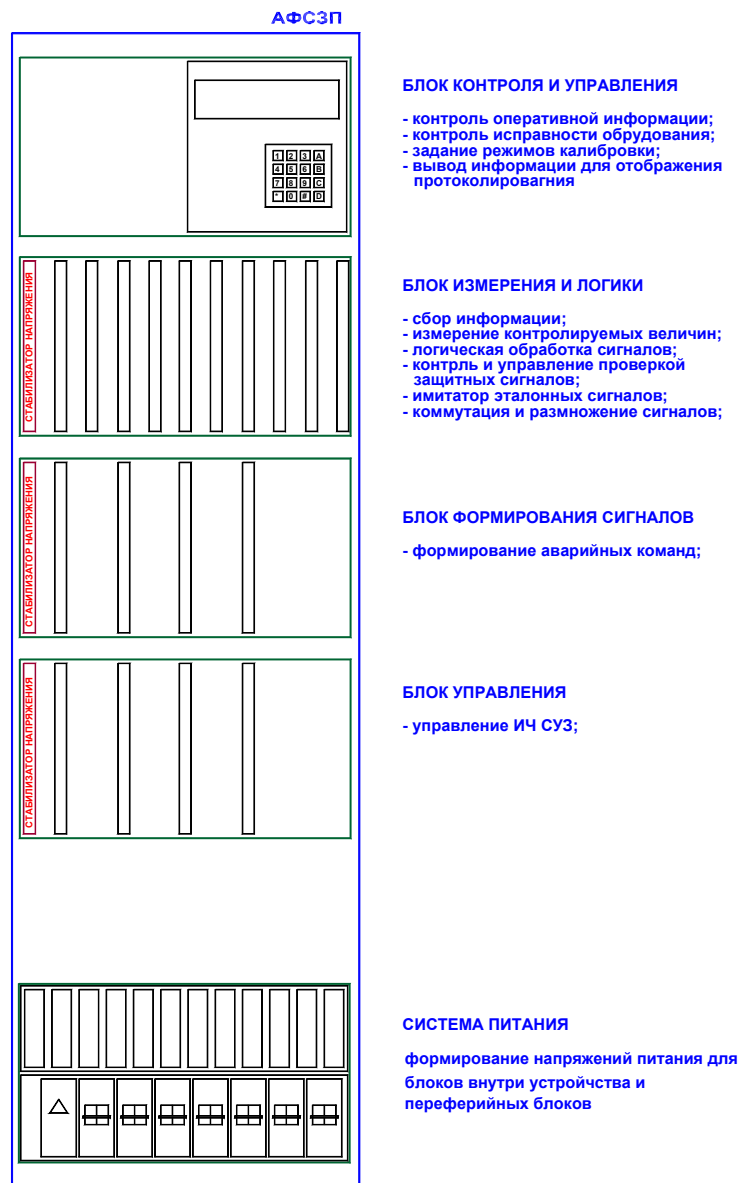 АФСЗП
БЛОК КОНТРОЛЯ И УПРАВЛЕНИЯ
- контроль оперативной информации;
- контроль исправности обрудования;
- задание режимов калибровки;
- вывод информации для отображения
протоколировагния
1 2 3 A
4 5 6 B
7 8 9 C
* 0 # D
СТАБИЛИЗАТОР НАПРЯЖЕНИЯ
БЛОК ИЗМЕРЕНИЯ И ЛОГИКИ
- сбор информации;
- измерение контролируемых величин;
- логическая обработка сигналов;
- контрль и управление проверкой
защитных сигналов;
- имитатор эталонных сигналов;
- коммутация и размножение сигналов;
СТАБИЛИЗАТОР НАПРЯЖЕНИЯ
БЛОК ФОРМИРОВАНИЯ СИГНАЛОВ
- формирование аварийных команд;
СТАБИЛИЗАТОР НАПРЯЖЕНИЯ
БЛОК УПРАВЛЕНИЯ
- управление ИЧ СУЗ;
СИСТЕМА ПИТАНИЯ
формирование напряжений питания для
блоков внутри устройчства и
переферийных блоков